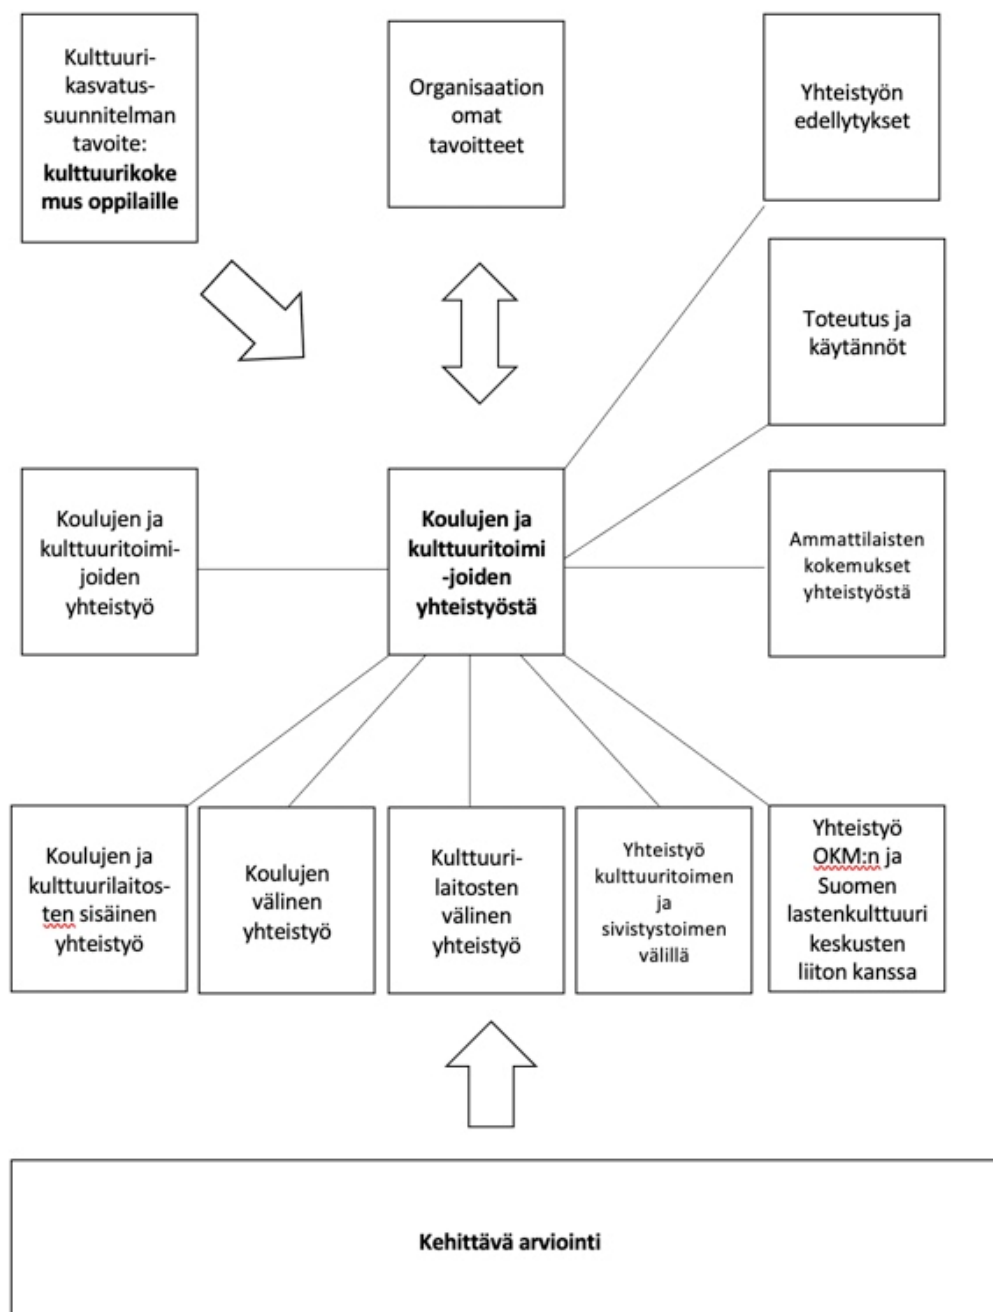 Kulttuuri-
kasvatus-
suunnitelman
tavoite:
kulttuurikoke
mus oppilaille
Organisaation
omat
tavoitteet
Yhteistyön
edellytykset
Toteutus ja
käytännöt
Koulujen ja
kulttuuritoimi-
joiden
yhteistyö
Koulujen ja
kulttuuritoimi
-joiden
yhteistyöstä
Ammattilaisten
kokemukset
yhteistyöstä
Koulujen ja
kulttuurilaitos-
ten sisäinen
yhteistyö
Koulujen
välinen
yhteistyö
Kulttuuri-
laitosten
välinen
yhteistyö
Yhteistyö
kulttuuritoimen
ja
sivistystoimen
välillä
Yhteistyö
OKM:n ja
Suomen
lastenkulttuuri
keskusten
liiton kanssa
Kehittävä arviointi